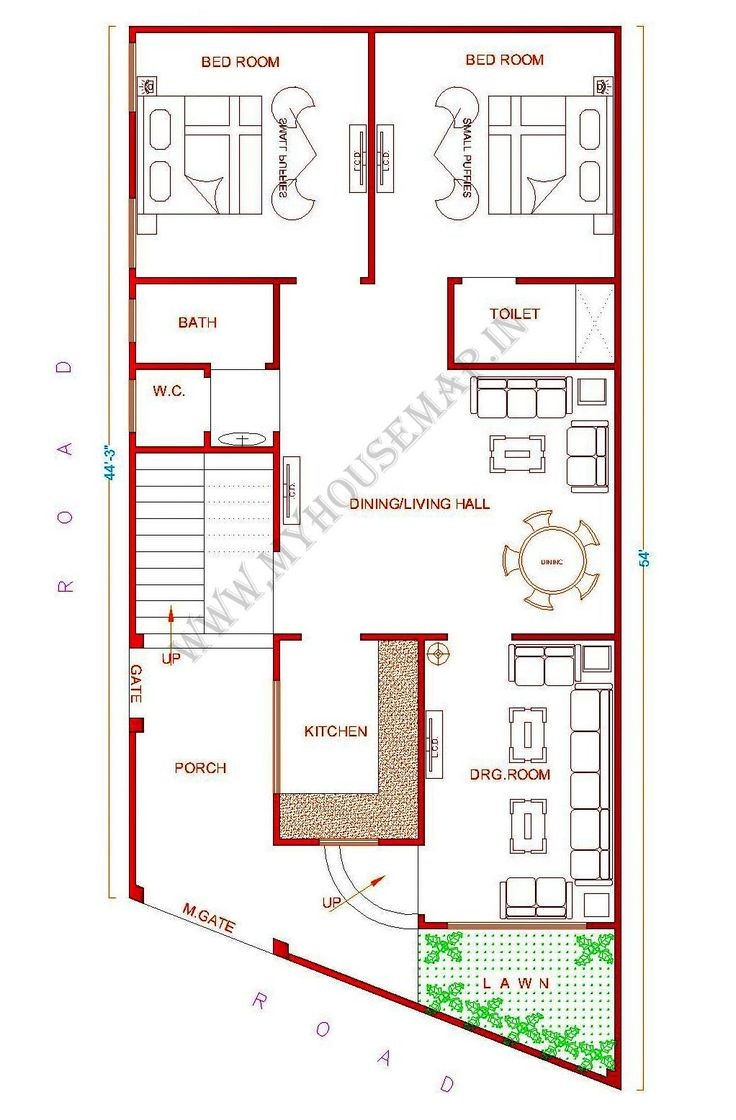 BED ROOM
BED ROOM
SMALL PUFFIES
L.C.D.
L.C.D.
SMALL PUFFIES
BATH
TOILET
W.C.
ROAD
44'-3"
L.C.D.
DINING/LIVING HALL
DINING
54'
WWW.MYHOUSEMAP.IN
UP
GATE
KITCHEN
L.C.D.
PORCH
DRG.ROOM
M.GATE
UP
LAWN
ROAD